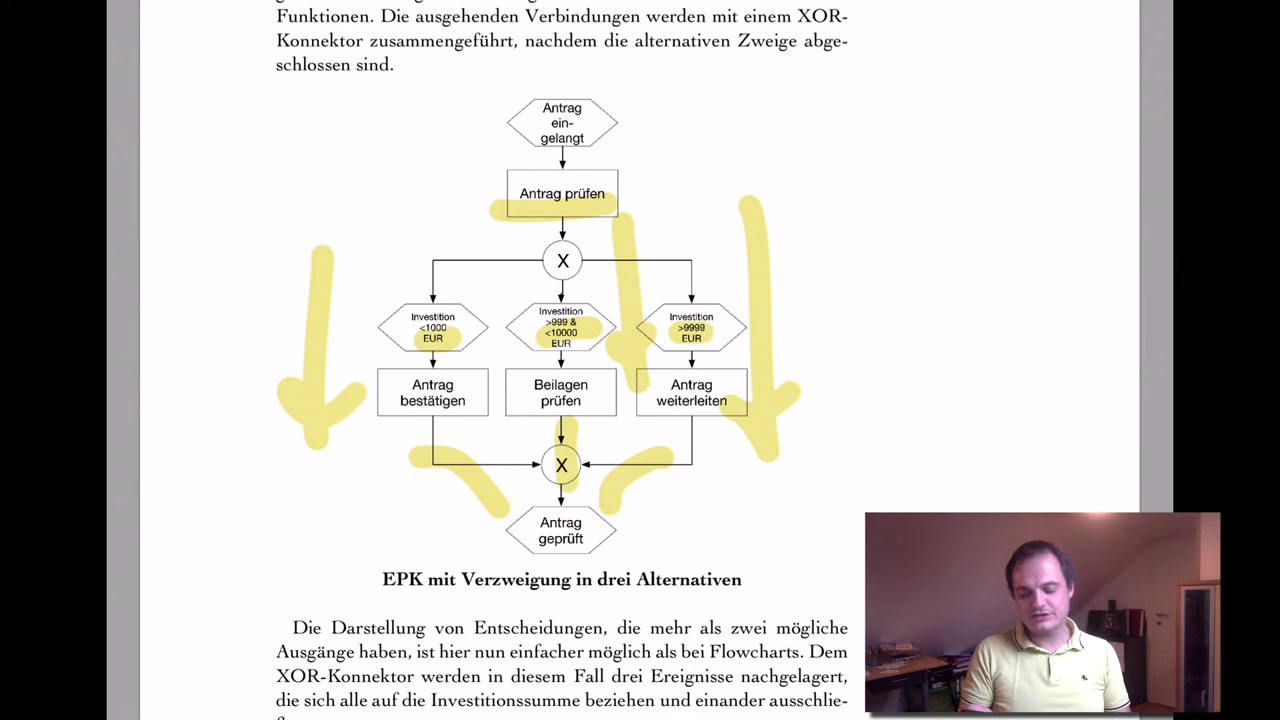 Funktionen. Die ausgehenden Verbindungen werden mit einem XOR-
Konnektor zusammengeführt, nachdem die alternativen Zweige abge-
schlossen sind.
Antrag
ein-
gelangt
Antrag prüfen
X
Investition
<1000
EUR
Investition
>999 &
<10000
EUR
Investition
>9999
EUR
Antrag
bestätigen
Beilagen
prüfen
Antrag
weiterleiten
X
Antrag
geprüft
EPK mit Verzweigung in drei Alternativen
Die Darstellung von Entscheidungen, die mehr als zwei mögliche
Ausgänge haben, ist hier nun einfacher möglich als bei Flowcharts. Dem
XOR-Konnektor werden in diesem Fall drei Ereignisse nachgelagert,
die sich alle auf die Investitionssumme beziehen und einander ausschlie-